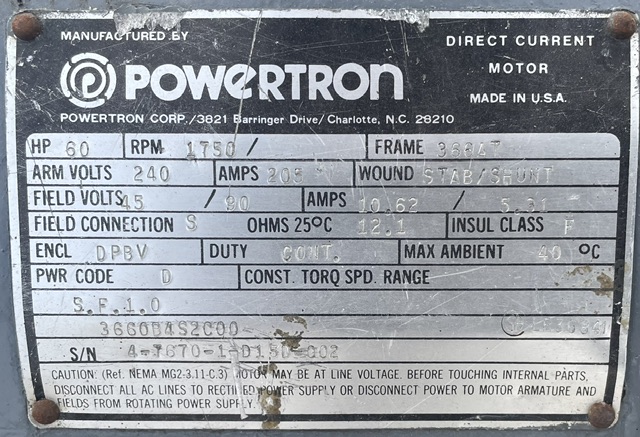 MANUFACTURED BY
DIRECT CURRENT
MOTOR
MADE IN U.S.A.
POWERTRON
POWERTRON CORP./3821 Barringer Drive/Charlotte, N.C. 28210
HP 60 RPM 1750 / FRAME
ARM VOLTS 240 AMPS 205 WOUND STAB/SHUNT
FIELD VOLTS 45 / 90 AMPS 10.62 / 5.31
FIELD CONNECTION S OHMS 25ºC 12.1 INSUL CLASS F
ENCL DPBV DUTY CONT. MAX AMBIENT 40 ºC
PWR CODE D CONST. TORQ SPD. RANGE
S.F.1.0
S/N
CAUTION: (Ref. NEMA MG2-3.11-C.3) MOTOR MAY BE AT LINE VOLTAGE. BEFORE TOUCHING INTERNAL PARTS,
DISCONNECT ALL AC LINES TO RECTIFIED POWER SUPPLY OR DISCONNECT POWER TO MOTOR ARMATURE AND
FIELDS FROM ROTATING POWER SUPPLY.